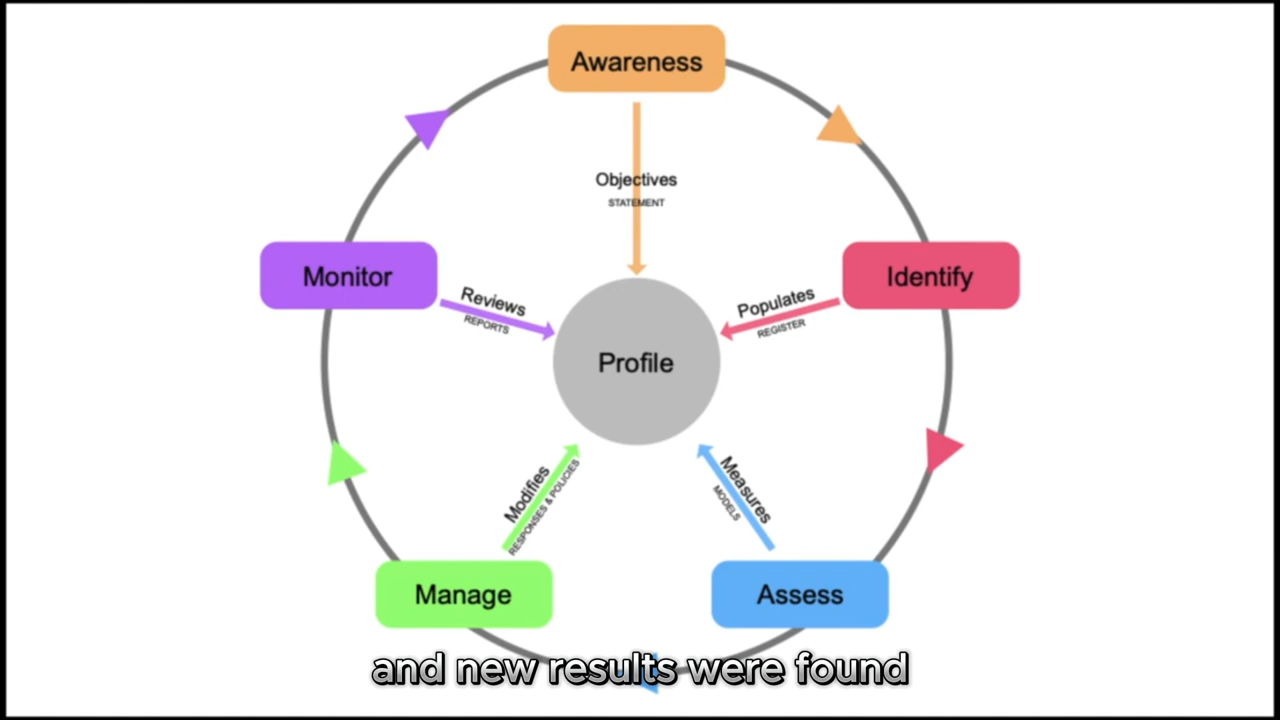 Awareness
Objectives
STATEMENT
Monitor
Identify
Reviews
REPORTS
Populates
REGISTER
Profile
Modifies
RESPONSES & POLICIES
Measures
MODELS
Manage
Assess
and new results were found